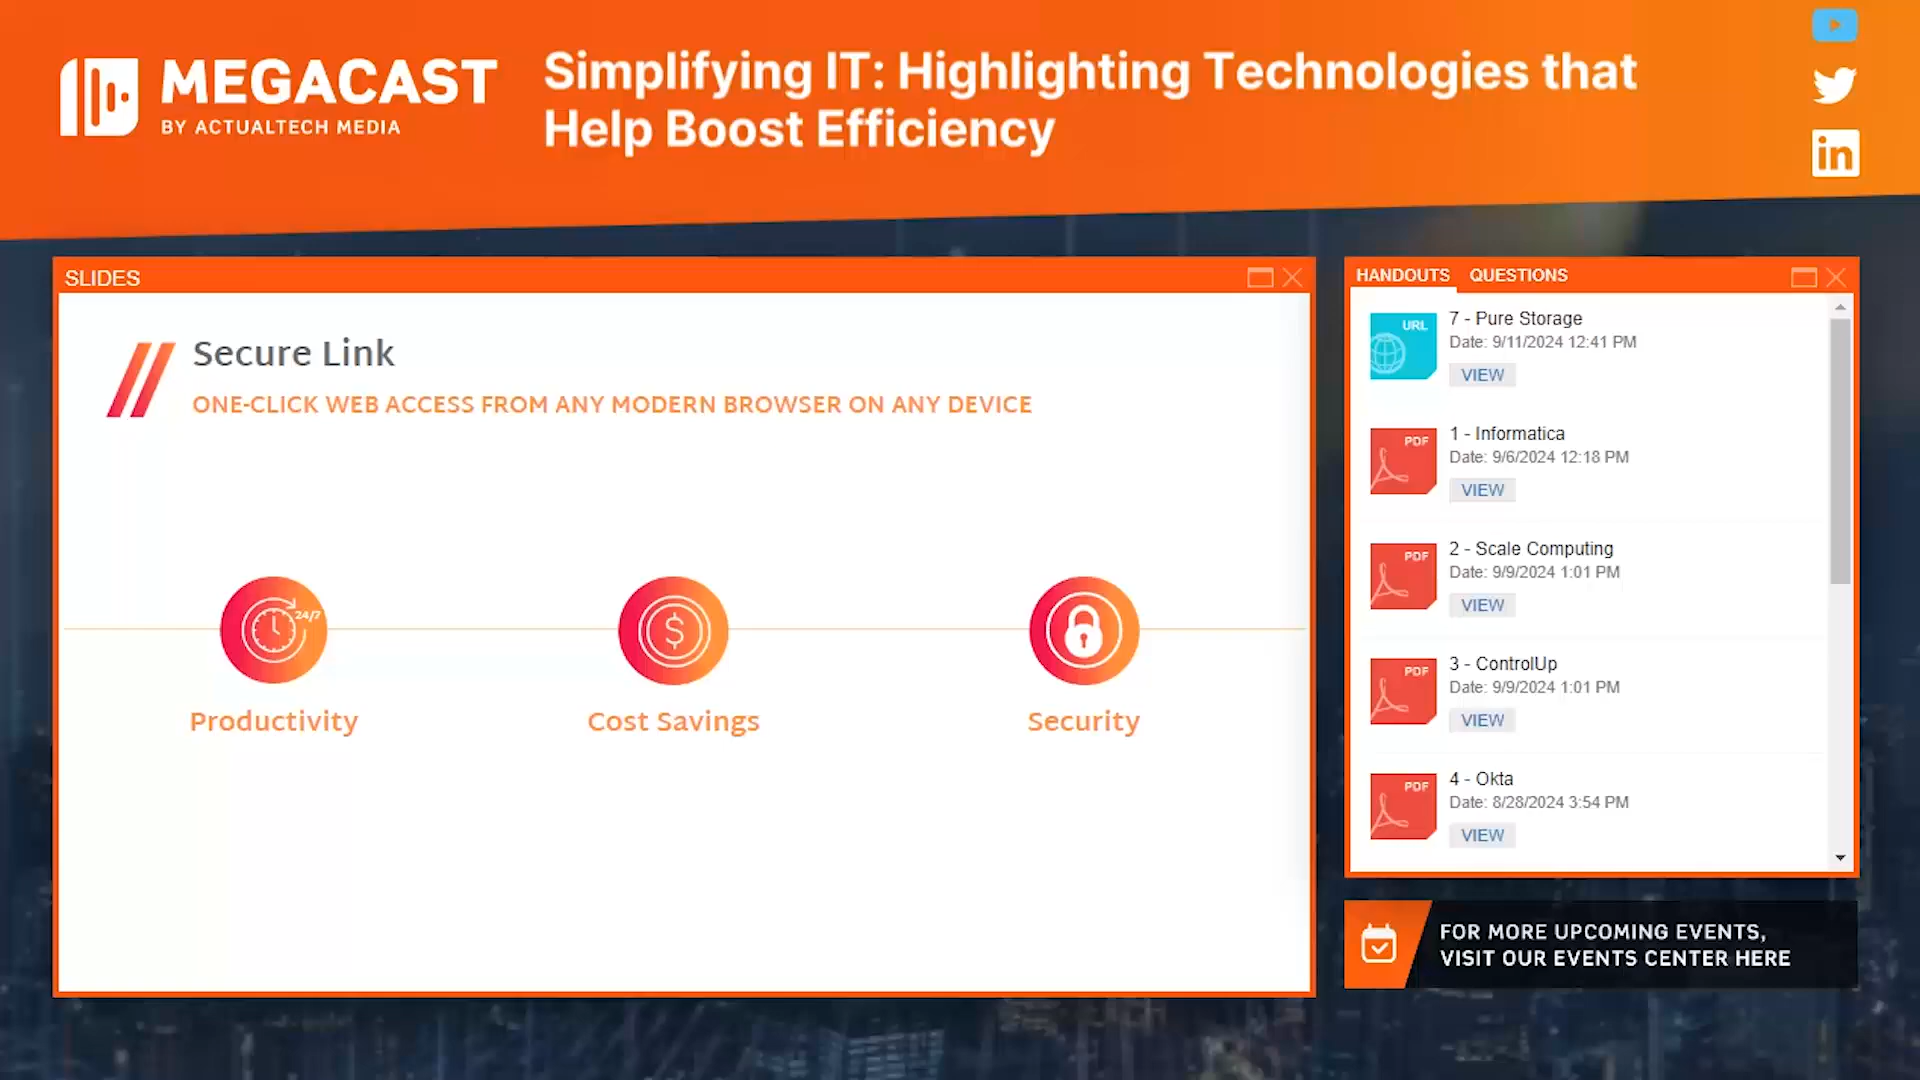 MEGACAST
BY ACTUALTECH MEDIA
Simplifying IT: Highlighting Technologies that
Help Boost Efficiency
in
SLIDES
Secure Link
ONE-CLICK WEB ACCESS FROM ANY MODERN BROWSER ON ANY DEVICE
24/7
$
Productivity
Cost Savings
Security
HANDOUTS QUESTIONS
URL
7 - Pure Storage
Date: 9/11/2024 12:41 PM
VIEW
PDF
1 - Informatica
Date: 9/6/2024 12:18 PM
VIEW
PDF
2 - Scale Computing
Date: 9/9/2024 1:01 PM
VIEW
PDF
3 - ControlUp
Date: 9/9/2024 1:01 PM
VIEW
PDF
4 - Okta
Date: 8/28/2024 3:54 PM
VIEW
FOR MORE UPCOMING EVENTS,
VISIT OUR EVENTS CENTER HERE